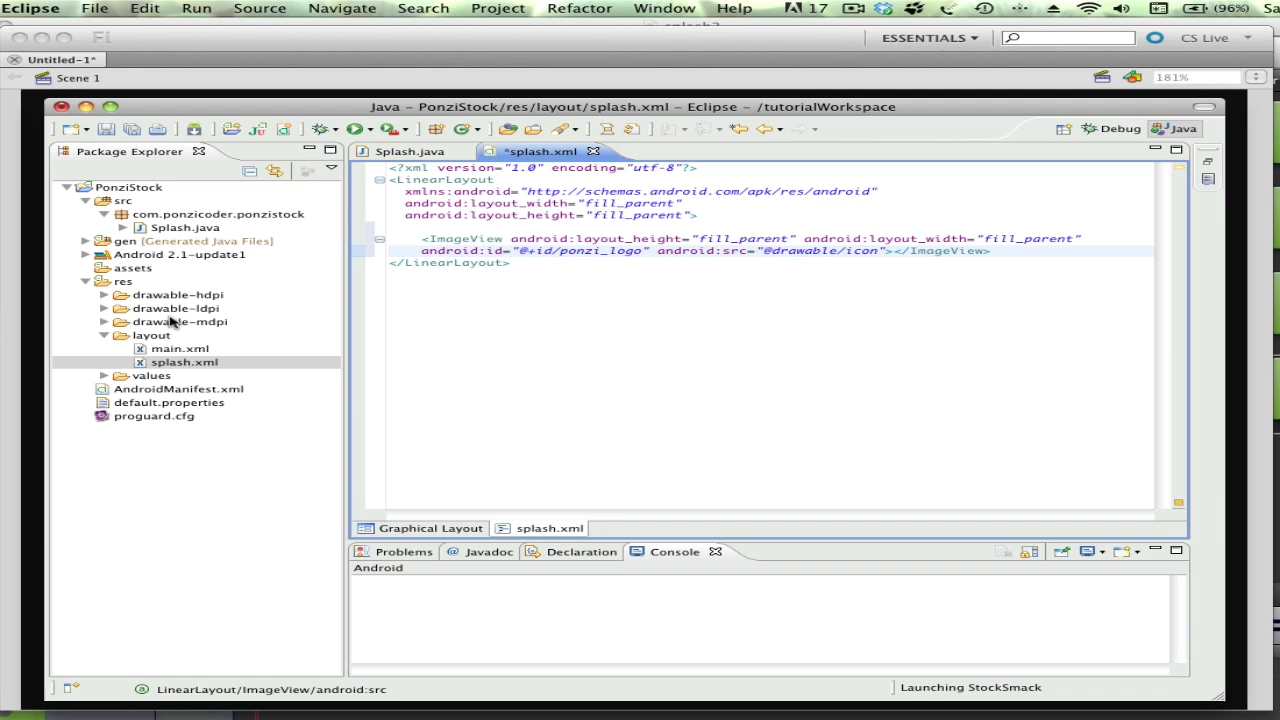 Eclipse File Edit Run Source Navigate Search Project Refactor Window Help 17 (96%)
ESSENTIALS CS Live
Untitled-1*
Scene 1 181%
Java - PonziStock/res/layout/splash.xml - Eclipse - /tutorialWorkspace
Debug Java
Package Explorer
Splash.java *splash.xml
PonziStock
src
com.ponzicoder.ponzistock
Splash.java
gen [Generated Java Files]
Android 2.1-update1
assets
res
drawable-hdpi
drawable-ldpi
drawable-mdpi
layout
main.xml
splash.xml
values
AndroidManifest.xml
default.properties
proguard.cfg
<?xml version="1.0" encoding="utf-8"?>
<LinearLayout
xmlns:android="http://schemas.android.com/apk/res/android"
android:layout_width="fill_parent"
android:layout_height="fill_parent">
<ImageView android:layout_height="fill_parent" android:layout_width="fill_parent"
android:id="@+id/ponzi_logo" android:src="@drawable/icon"></ImageView>
</LinearLayout>
Graphical Layout splash.xml
Problems Javadoc Declaration Console
Android
LinearLayout/ImageView/android:src
Launching StockSmack